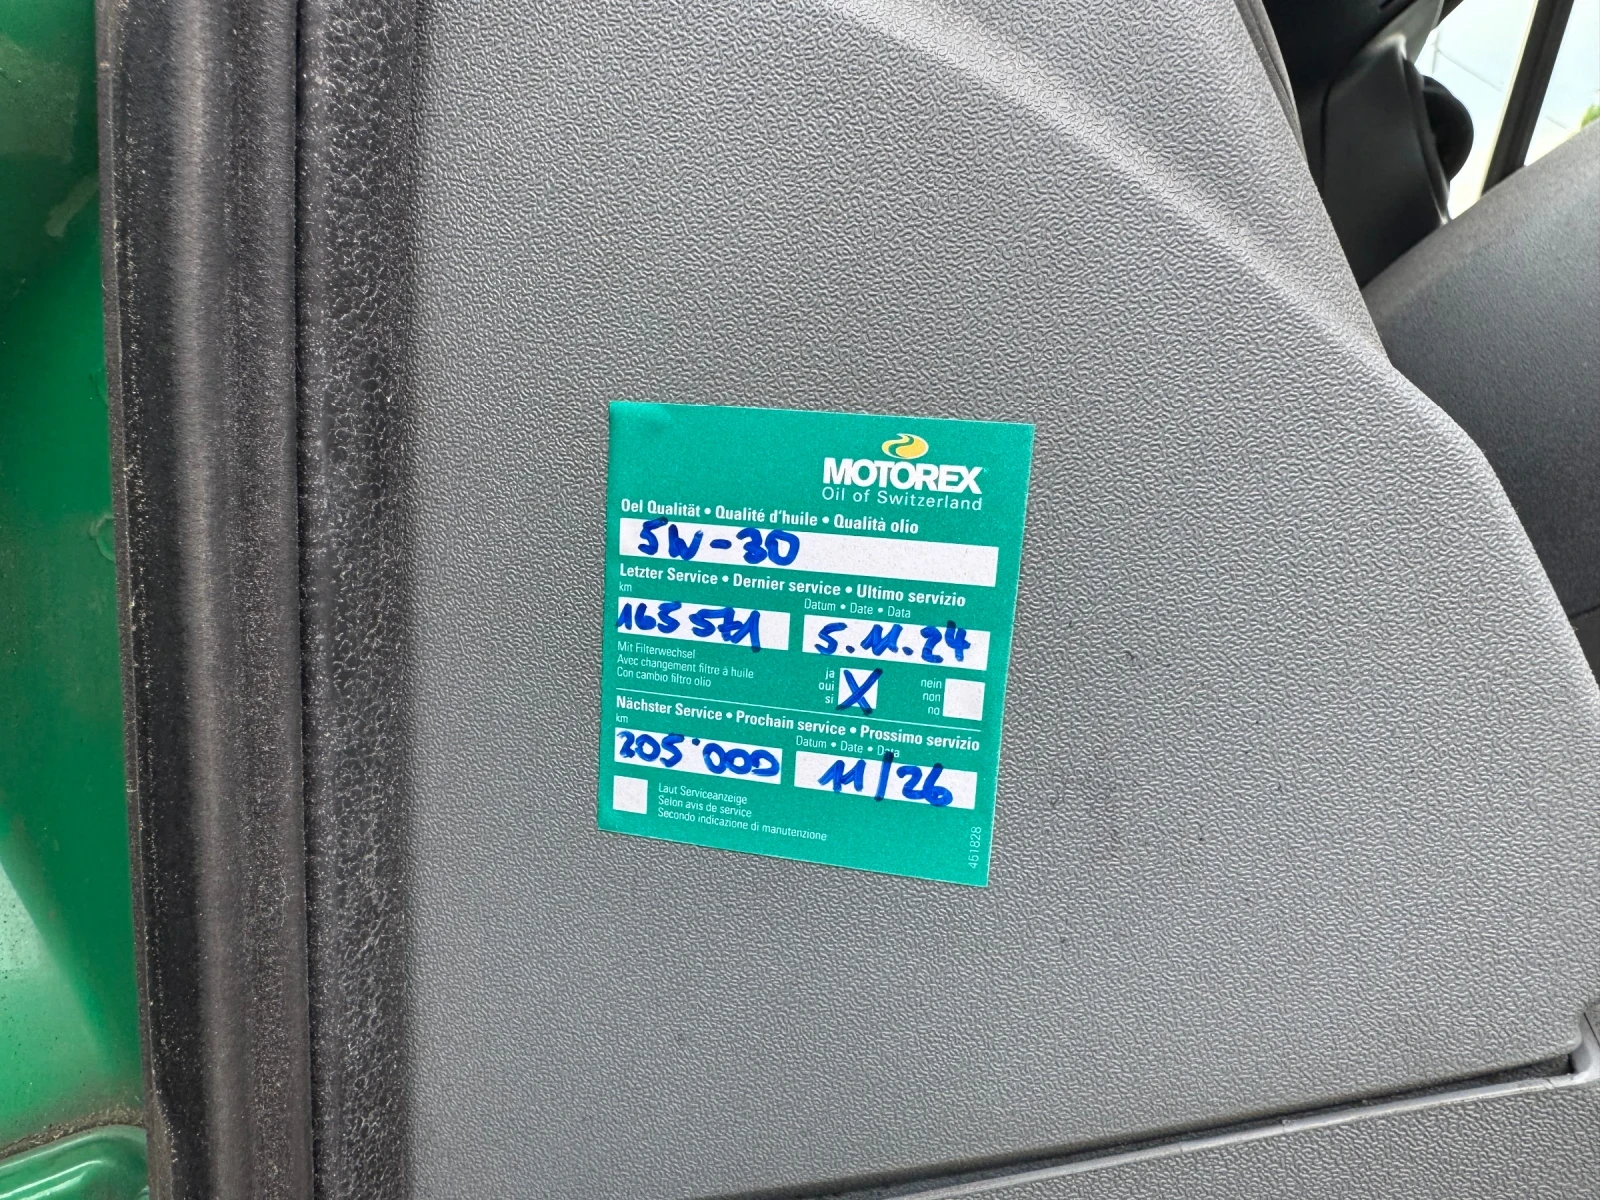 MOTOREX
Oil of Switzerland
Oel Qualität • Qualité d'huile • Qualità olio
5W-30
Letzter Service • Dernier service • Ultimo servizio
km
Datum • Date • Data
165 571
5.11.24
Mit Filterwechsel
Avec changement filtre à huile
Con cambio filtro olio
ja
oui
si
X
nein
non
no
Nächster Service • Prochain service • Prossimo servizio
km
Datum • Date • Data
205'000
11/26
Laut Serviceanzeige
Selon avis de service
Secondo indicazione di manutenzione
451828